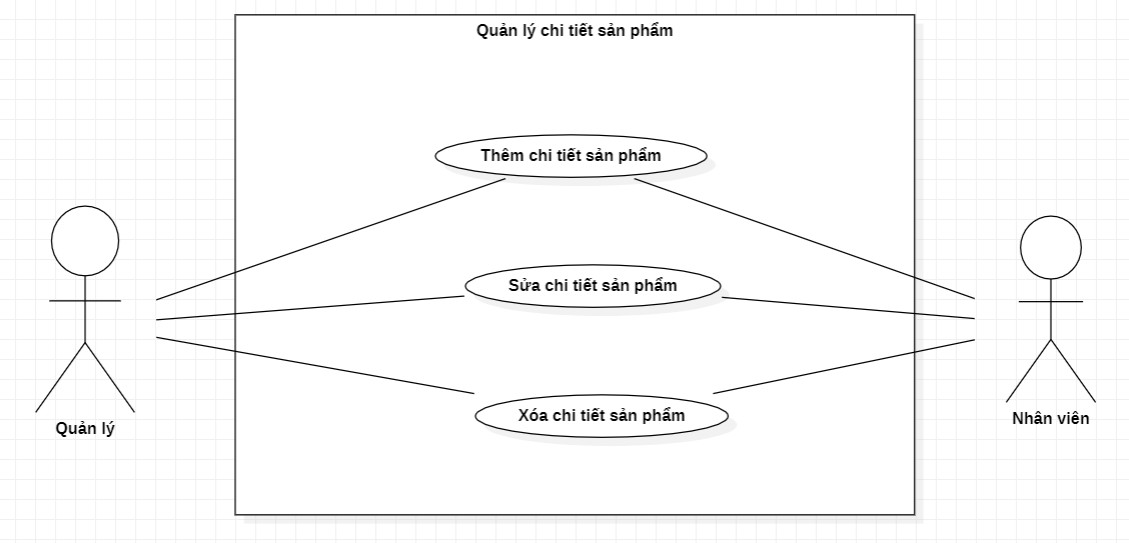 Quản lý chi tiết sản phẩm
Thêm chi tiết sản phẩm
Sửa chi tiết sản phẩm
Xóa chi tiết sản phẩm
Quản lý
Nhân viên